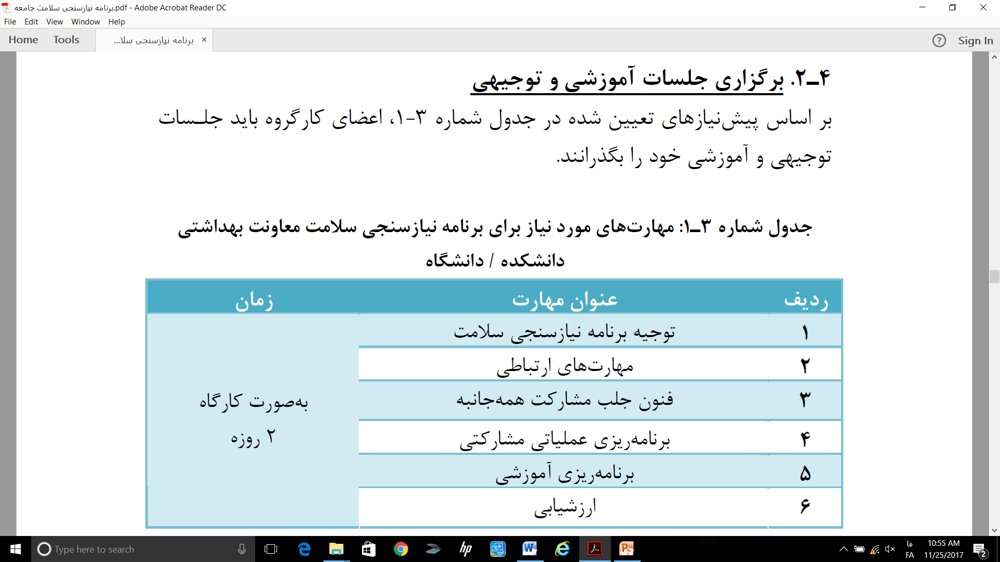 برنامه نیازسنجی سلامت جامعه.pdf - Adobe Acrobat Reader DC
File Edit View Window Help
Home Tools برنامه نیازسنجی سلا... × ? Sign In
۴ـ۲. برگزاری جلسات آموزشی و توجیهی
بر اساس پیش‌نیازهای تعیین شده در جدول شماره ۳-۱، اعضای کارگروه باید جلـسات
توجیهی و آموزشی خود را بگذرانند.
جدول شماره ۳ـ۱: مهارت‌های مورد نیاز برای برنامه نیازسنجی سلامت معاونت بهداشتی
دانشکده / دانشگاه
ردیف عنوان مهارت زمان
۱ توجیه برنامه نیازسنجی سلامت
۲ مهارت‌های ارتباطی
۳ فنون جلب مشارکت همه‌جانبه
به‌صورت کارگاه
۲ روزه
۴ برنامه‌ریزی عملیاتی مشارکتی
۵ برنامه‌ریزی آموزشی
۶ ارزشیابی
Type here to search
فا
FA
10:55 AM
11/25/2017
2